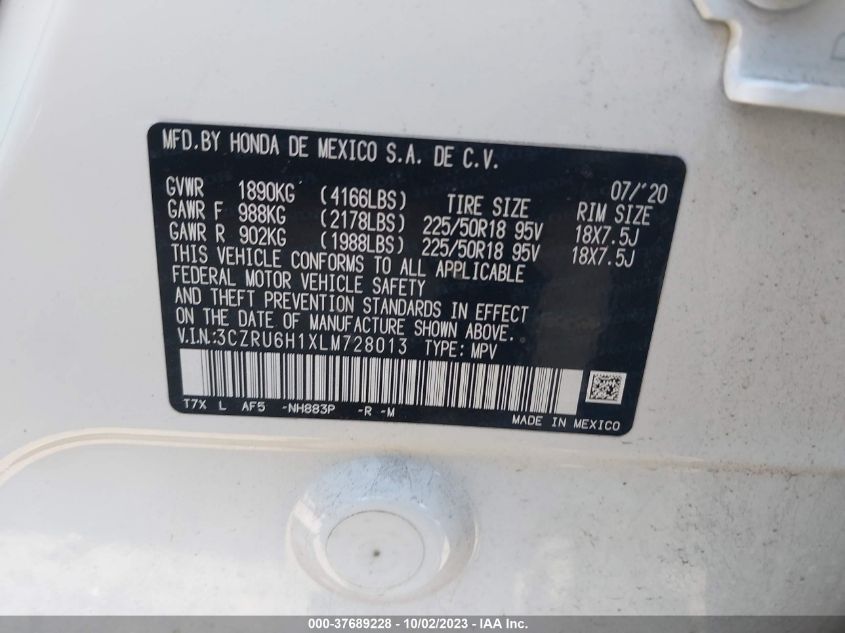 MFD.BY HONDA DE MEXICO S.A. DE C.V.
07/'20
GVWR 1890KG (4166LBS) TIRE SIZE RIM SIZE
GAWR F 988KG (2178LBS) 225/50R18 95V 18X7.5J
GAWR R 902KG (1988LBS) 225/50R18 95V 18X7.5J
THIS VEHICLE CONFORMS TO ALL APPLICABLE
FEDERAL MOTOR VEHICLE SAFETY
AND THEFT PREVENTION STANDARDS IN EFFECT
ON THE DATE OF MANUFACTURE SHOWN ABOVE.
V.I.N.:3CZRU6H1XLM728013 TYPE: MPV
T7X L AF5 -NH883P -R -M
MADE IN MEXICO
000-37689228 - 10/02/2023 - IAA Inc.